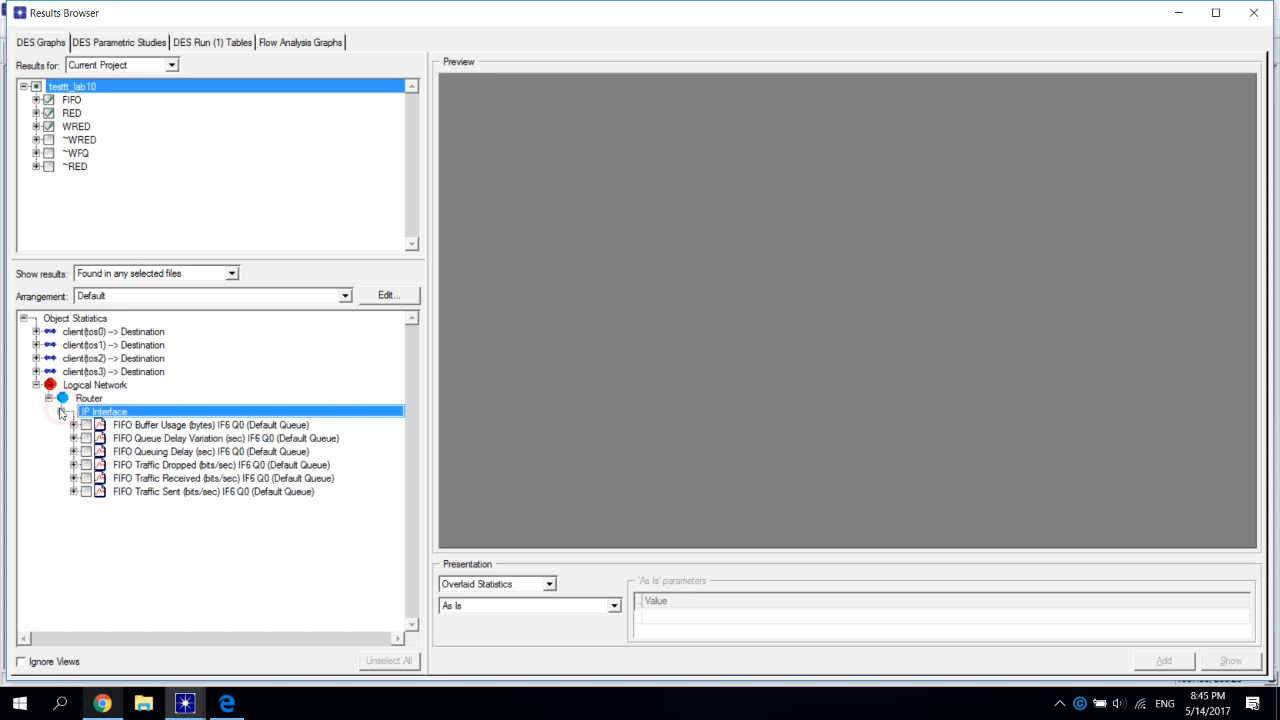 Results Browser
DES Graphs DES Parametric Studies DES Run (1) Tables Flow Analysis Graphs
Results for: Current Project
testtt_lab10
FIFO
RED
WRED
~WRED
~WFQ
~RED
Show results: Found in any selected files
Arrangement: Default Edit...
Object Statistics
client(tos0) --> Destination
client(tos1) --> Destination
client(tos2) --> Destination
client(tos3) --> Destination
Logical Network
Router
IP Interface
FIFO Buffer Usage (bytes) IF6 Q0 (Default Queue)
FIFO Queue Delay Variation (sec) IF6 Q0 (Default Queue)
FIFO Queuing Delay (sec) IF6 Q0 (Default Queue)
FIFO Traffic Dropped (bits/sec) IF6 Q0 (Default Queue)
FIFO Traffic Received (bits/sec) IF6 Q0 (Default Queue)
FIFO Traffic Sent (bits/sec) IF6 Q0 (Default Queue)
Ignore Views Unselect All
Preview
Presentation
Overlaid Statistics
As Is
'As Is' parameters
Value
Add Show
ENG
8:45 PM
5/14/2017